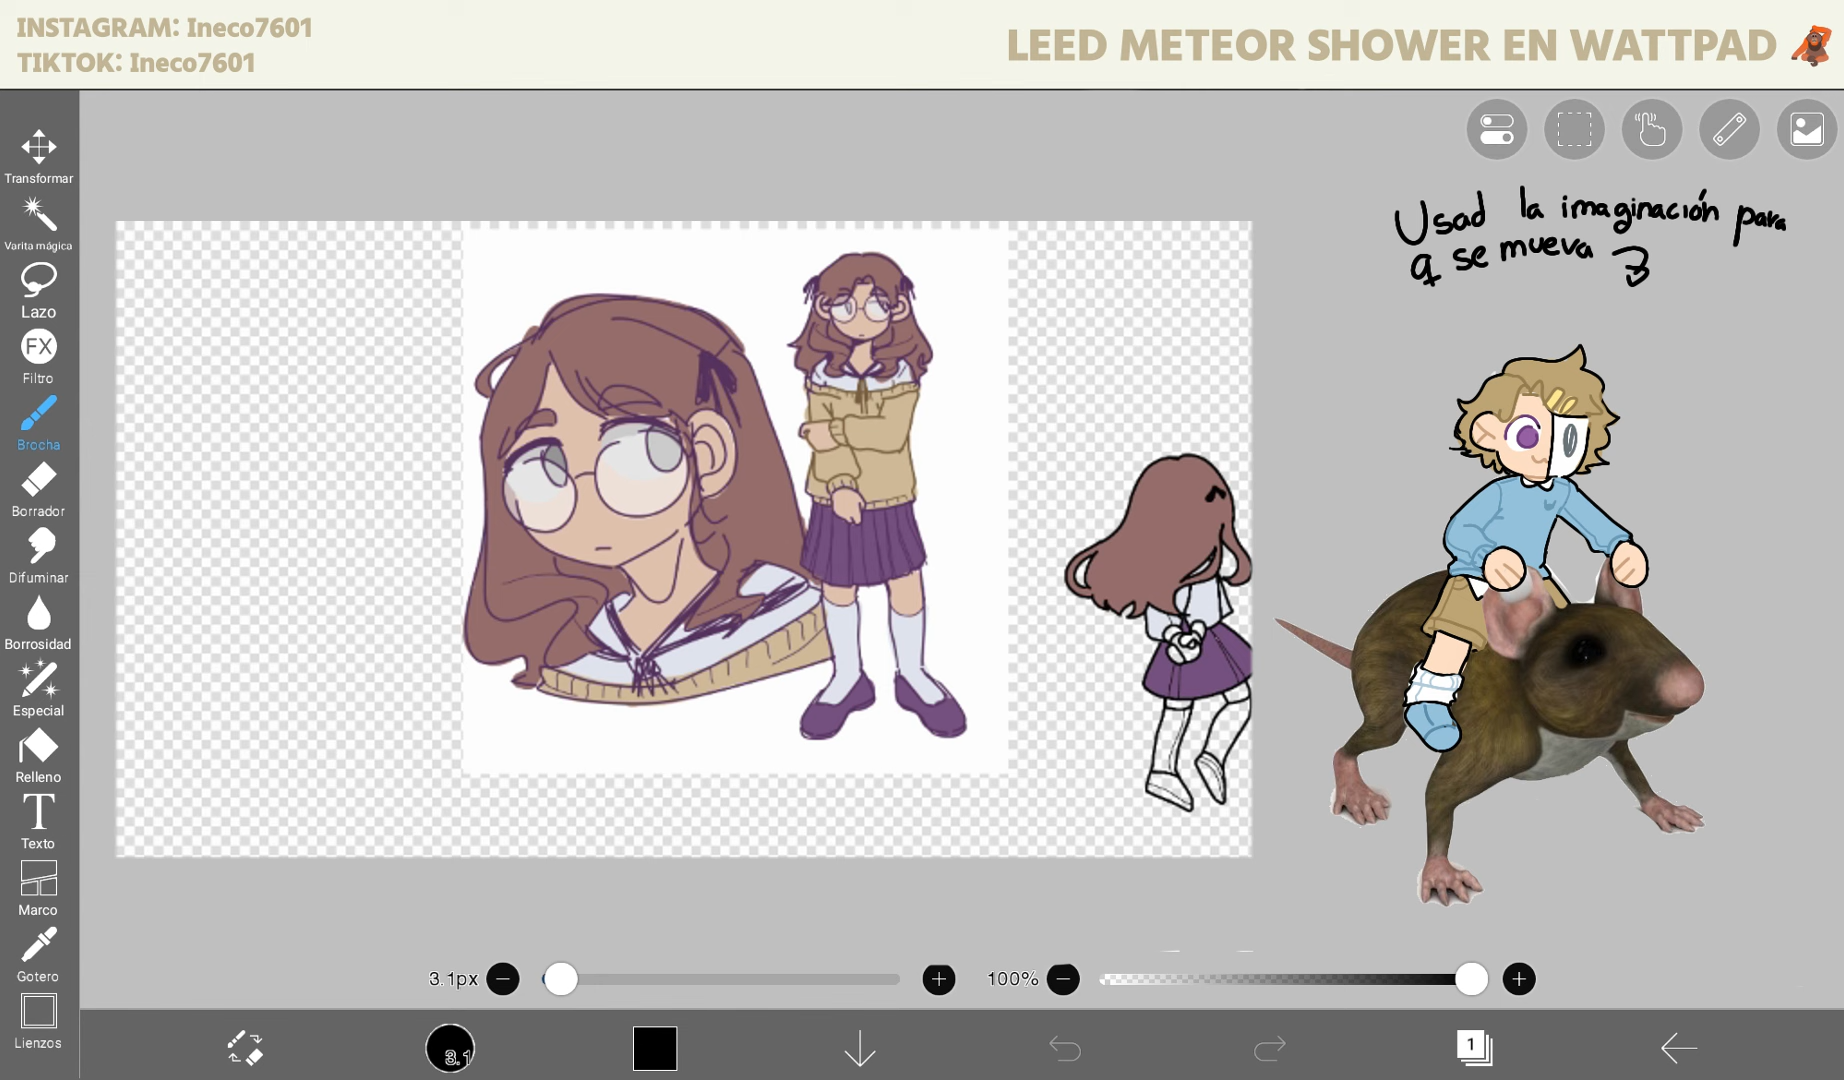 INSTAGRAM: Ineco7601
TIKTOK: Ineco7601
LEED METEOR SHOWER EN WATTPAD
Usad la imaginación para
q se mueva
Transformar
Varita mágica
Lazo
FX
Filtro
Brocha
Borrador
Difuminar
Borrosidad
Especial
Relleno
T
Texto
Marco
Gotero
Lienzos
3.1px
100%
3.1
1